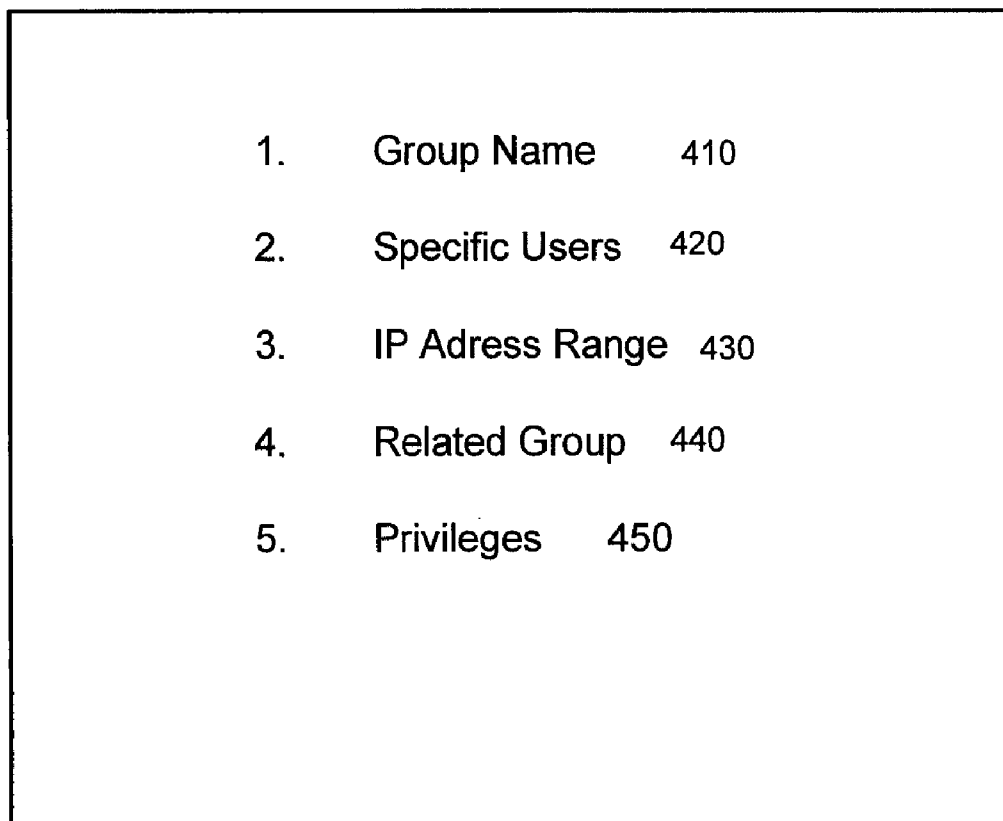 1. Group Name 410
2. Specific Users 420
3. IP Adress Range 430
4. Related Group 440
5. Privileges 450